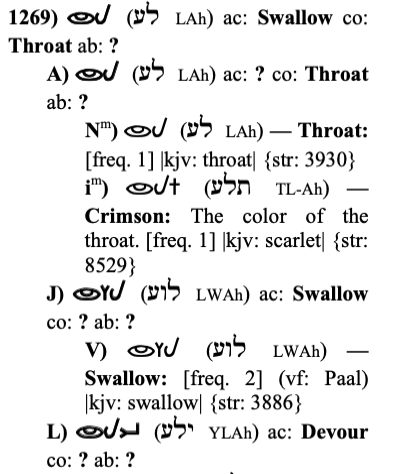 1269) (לע LAh) ac: Swallow co:
Throat ab: ?
A) (לע LAh) ac: ? co: Throat
ab: ?
Nᵐ) (לע LAh) — Throat:
[freq. 1] |kjv: throat| {str: 3930}
iᵐ) (תלע TL-Ah) —
Crimson: The color of the
throat. [freq. 1] |kjv: scarlet| {str:
8529}
J) (לוע LWAh) ac: Swallow
co: ? ab: ?
V) (לוע LWAh) —
Swallow: [freq. 2] (vf: Paal)
|kjv: swallow| {str: 3886}
L) (ילע YLAh) ac: Devour
co: ? ab: ?